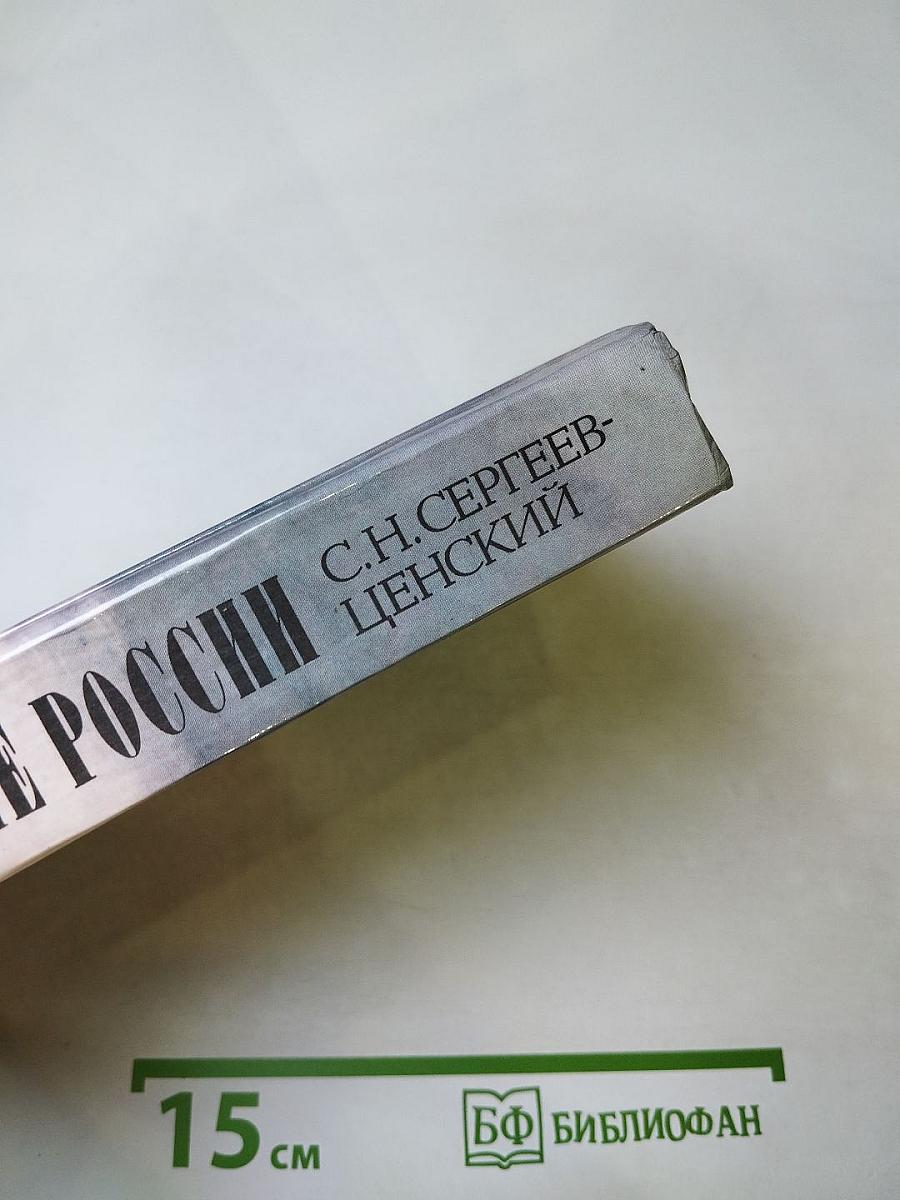 РОССИИ
С.Н. СЕРГЕЕВ-
ЦЕНСКИЙ
15 см
БФ БИБЛИОФАН